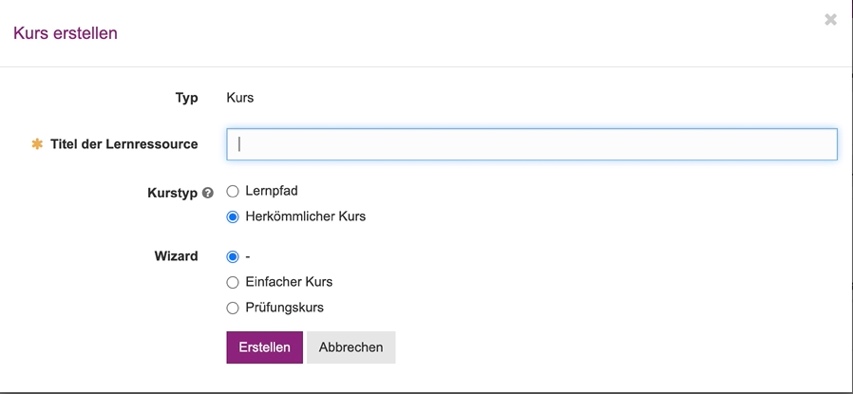 Kurs erstellen
Typ Kurs
Titel der Lernressource
Kurstyp Lernpfad
Herkömmlicher Kurs
Wizard -
Einfacher Kurs
Prüfungskurs
Erstellen Abbrechen